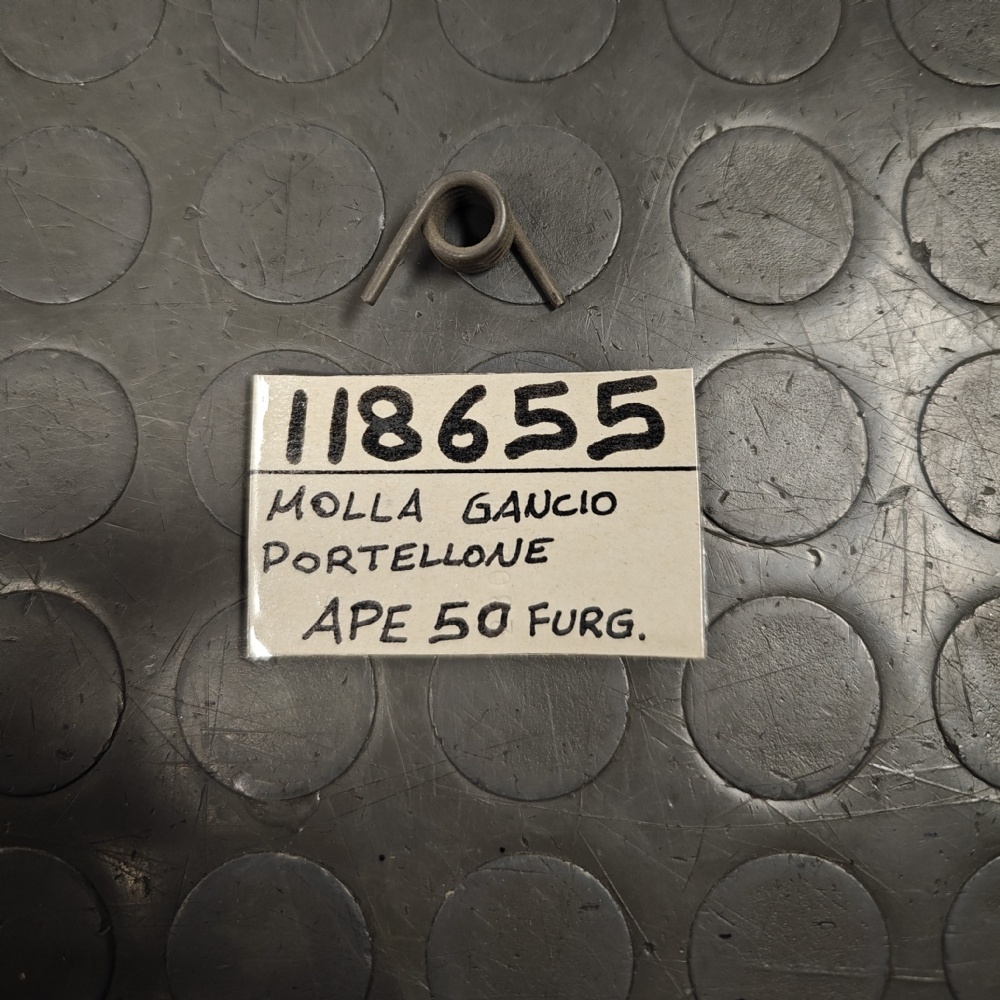 118655
MOLLA GANCIO
PORTELLONE
APE 50 FURG.